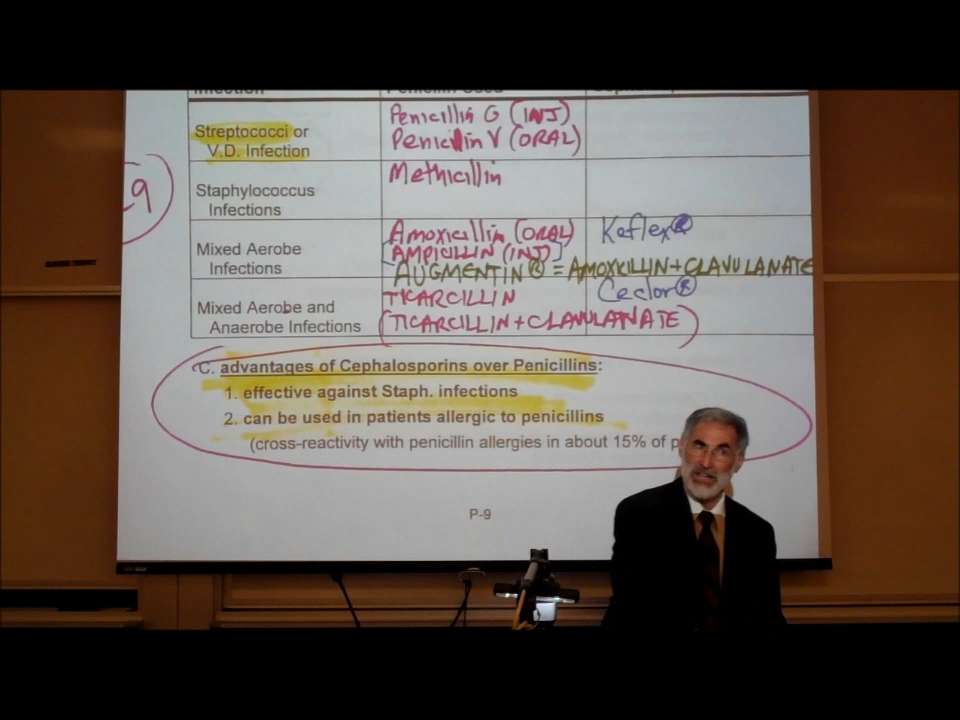 Infection Penicillin Used
Penicillin G (INJ)
Streptococci or Penicillin V (ORAL)
V.D. Infection
Methicillin
Staphylococcus
Infections
9
Amoxicillin (ORAL) Keflex®
Mixed Aerobe AMPICILLIN (INJ)
Infections AUGMENTIN® = AMOXICILLIN+CLAVULANATE
TICARCILLIN Ceclor®
Mixed Aerobe and
Anaerobe Infections (TICARCILLIN+CLAVULANATE)
C. advantages of Cephalosporins over Penicillins:
1. effective against Staph. infections
2. can be used in patients allergic to penicillins
(cross-reactivity with penicillin allergies in about 15% of
P-9